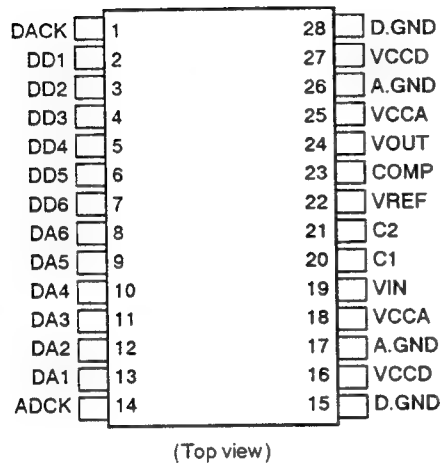 DACK 1 28 D.GND
DD1 2 27 VCCD
DD2 3 26 A.GND
DD3 4 25 VCCA
DD4 5 24 VOUT
DD5 6 23 COMP
DD6 7 22 VREF
DA6 8 21 C2
DA5 9 20 C1
DA4 10 19 VIN
DA3 11 18 VCCA
DA2 12 17 A.GND
DA1 13 16 VCCD
ADCK 14 15 D.GND
(Top view)